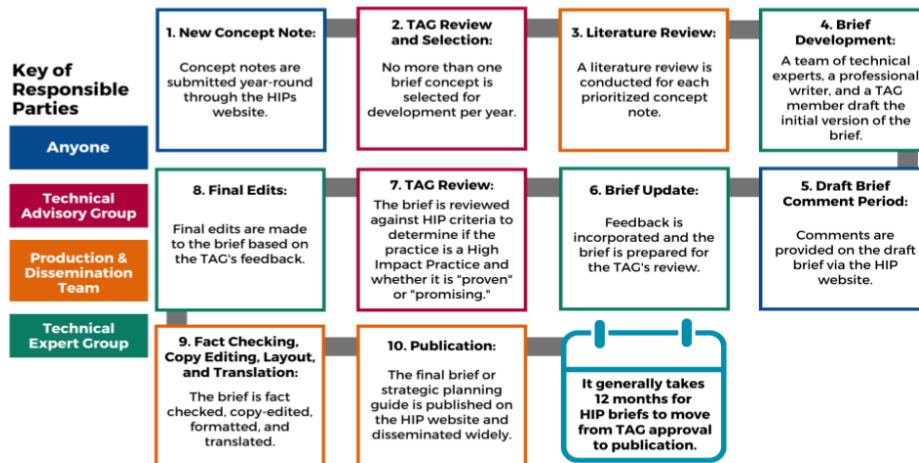 Key of
Responsible
Parties
Anyone
Technical
Advisory Group
Production &
Dissemination
Team
Technical
Expert Group
1. New Concept Note:
Concept notes are
submitted year-round
through the HIPs
website.
2. TAG Review
and Selection:
No more than one
brief concept is
selected for
development per year.
3. Literature Review:
A literature review is
conducted for each
prioritized concept
note.
4. Brief
Development:
A team of technical
experts, a professional
writer, and a TAG
member draft the
initial version of the
brief.
5. Draft Brief
Comment Period:
Comments are
provided on the draft
brief via the HIP
website.
6. Brief Update:
Feedback is
incorporated and the
brief is prepared for
the TAG's review.
7. TAG Review:
The brief is reviewed
against HIP criteria to
determine if the
practice is a High
Impact Practice and
whether it is "proven"
or "promising."
8. Final Edits:
Final edits are made
to the brief based on
the TAG's feedback.
9. Fact Checking,
Copy Editing, Layout,
and Translation:
The brief is fact
checked, copy-edited,
formatted, and
translated.
10. Publication:
The final brief or
strategic planning
guide is published on
the HIP website and
disseminated widely.
It generally takes
12 months for
HIP briefs to move
from TAG approval
to publication.